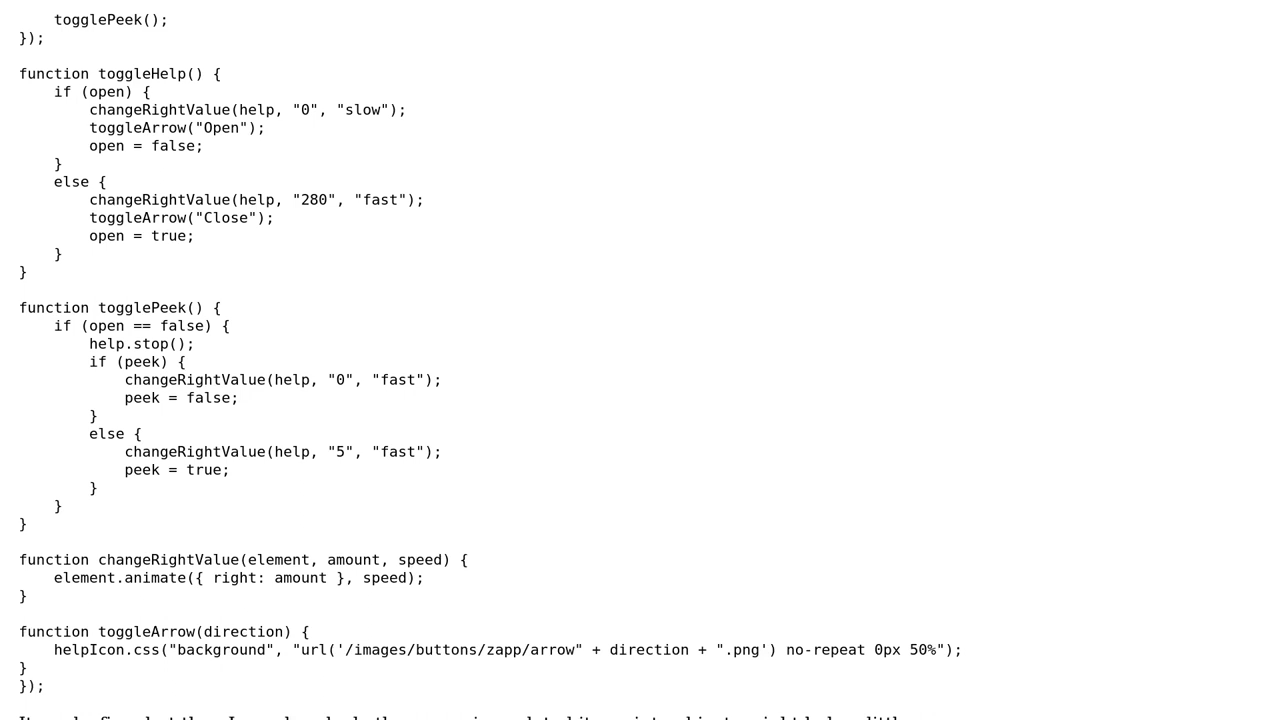 togglePeek();
});

function toggleHelp() {
    if (open) {
        changeRightValue(help, "0", "slow");
        toggleArrow("Open");
        open = false;
    }
    else {
        changeRightValue(help, "280", "fast");
        toggleArrow("Close");
        open = true;
    }
}

function togglePeek() {
    if (open == false) {
        help.stop();
        if (peek) {
            changeRightValue(help, "0", "fast");
            peek = false;
        }
        else {
            changeRightValue(help, "5", "fast");
            peek = true;
        }
    }
}

function changeRightValue(element, amount, speed) {
    element.animate({ right: amount }, speed);
}

function toggleArrow(direction) {
    helpIcon.css("background", "url('/images/buttons/zapp/arrow" + direction + ".png') no-repeat 0px 50%");
}
});